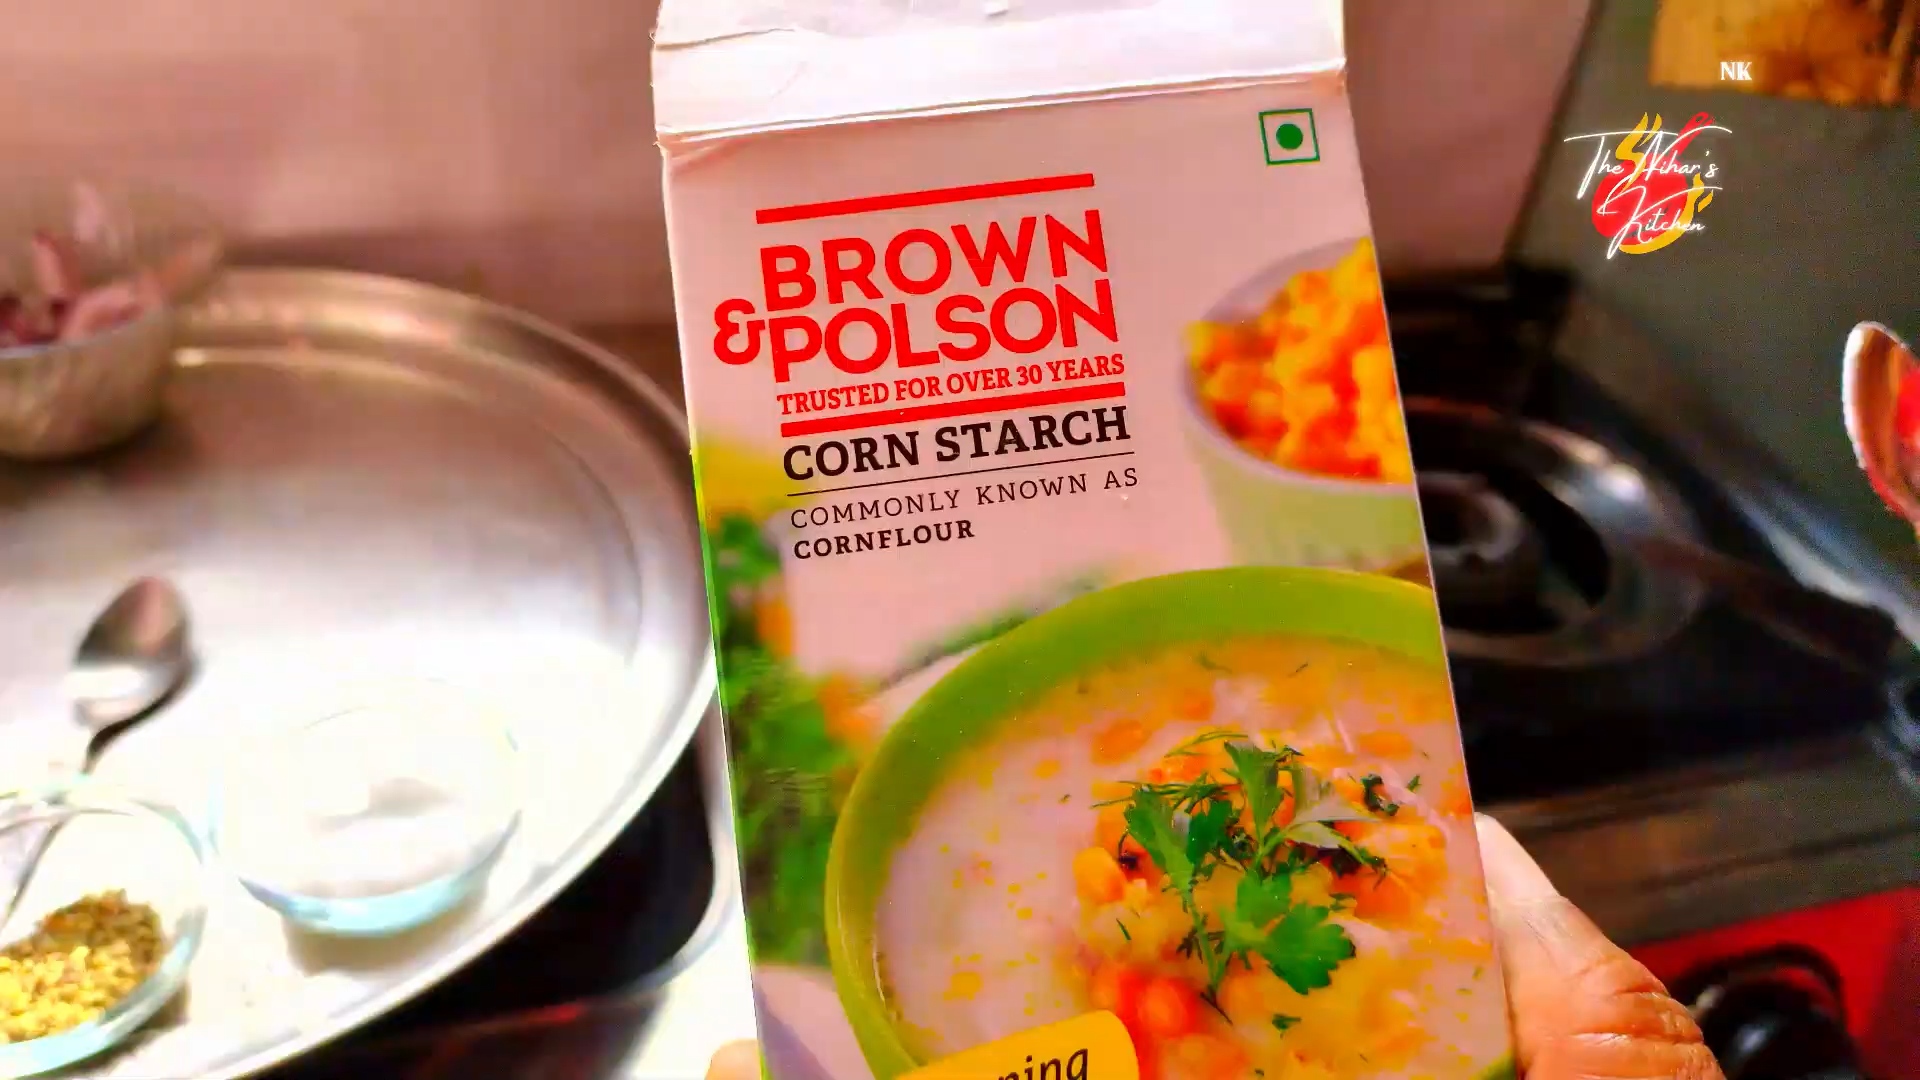 NK
The Nihar's
Kitchen
BROWN
& POLSON
TRUSTED FOR OVER 30 YEARS
CORN STARCH
COMMONLY KNOWN AS
CORNFLOUR